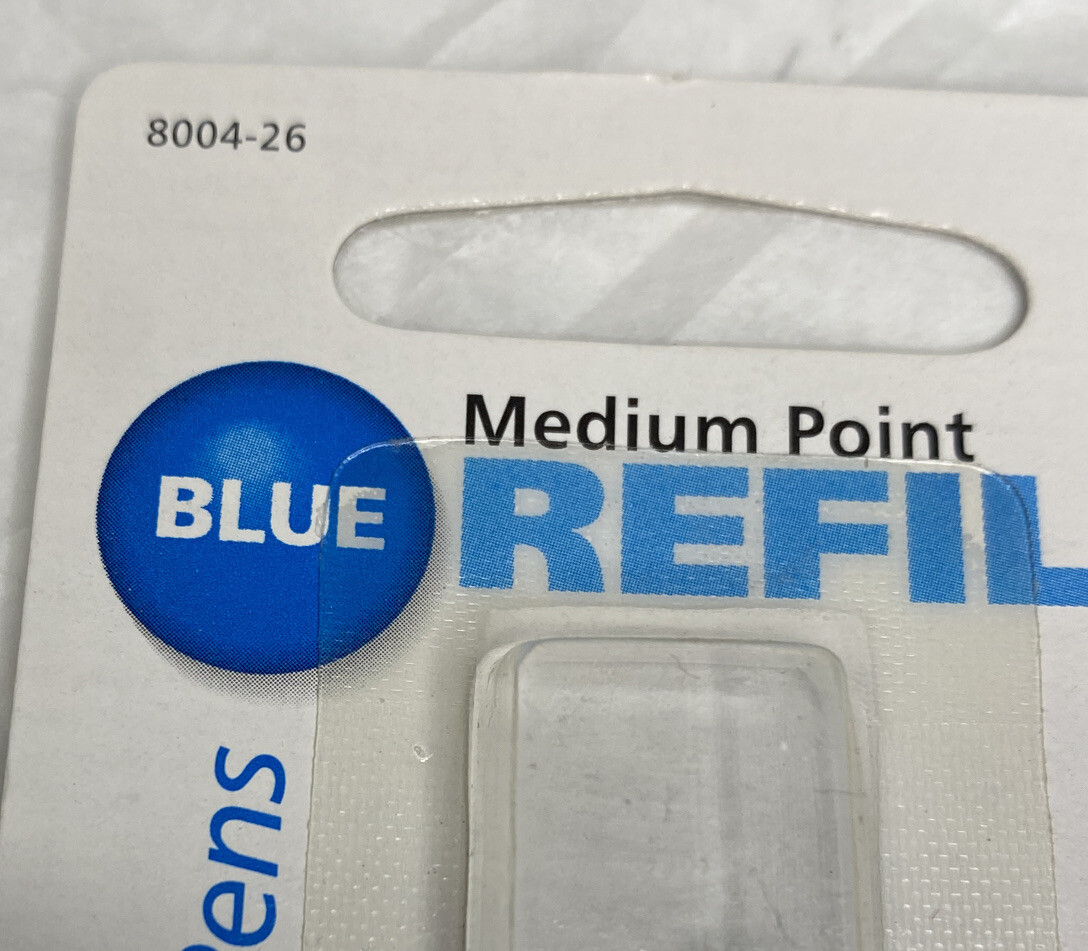 8004-26
Medium Point
BLUE
REFIL
ens